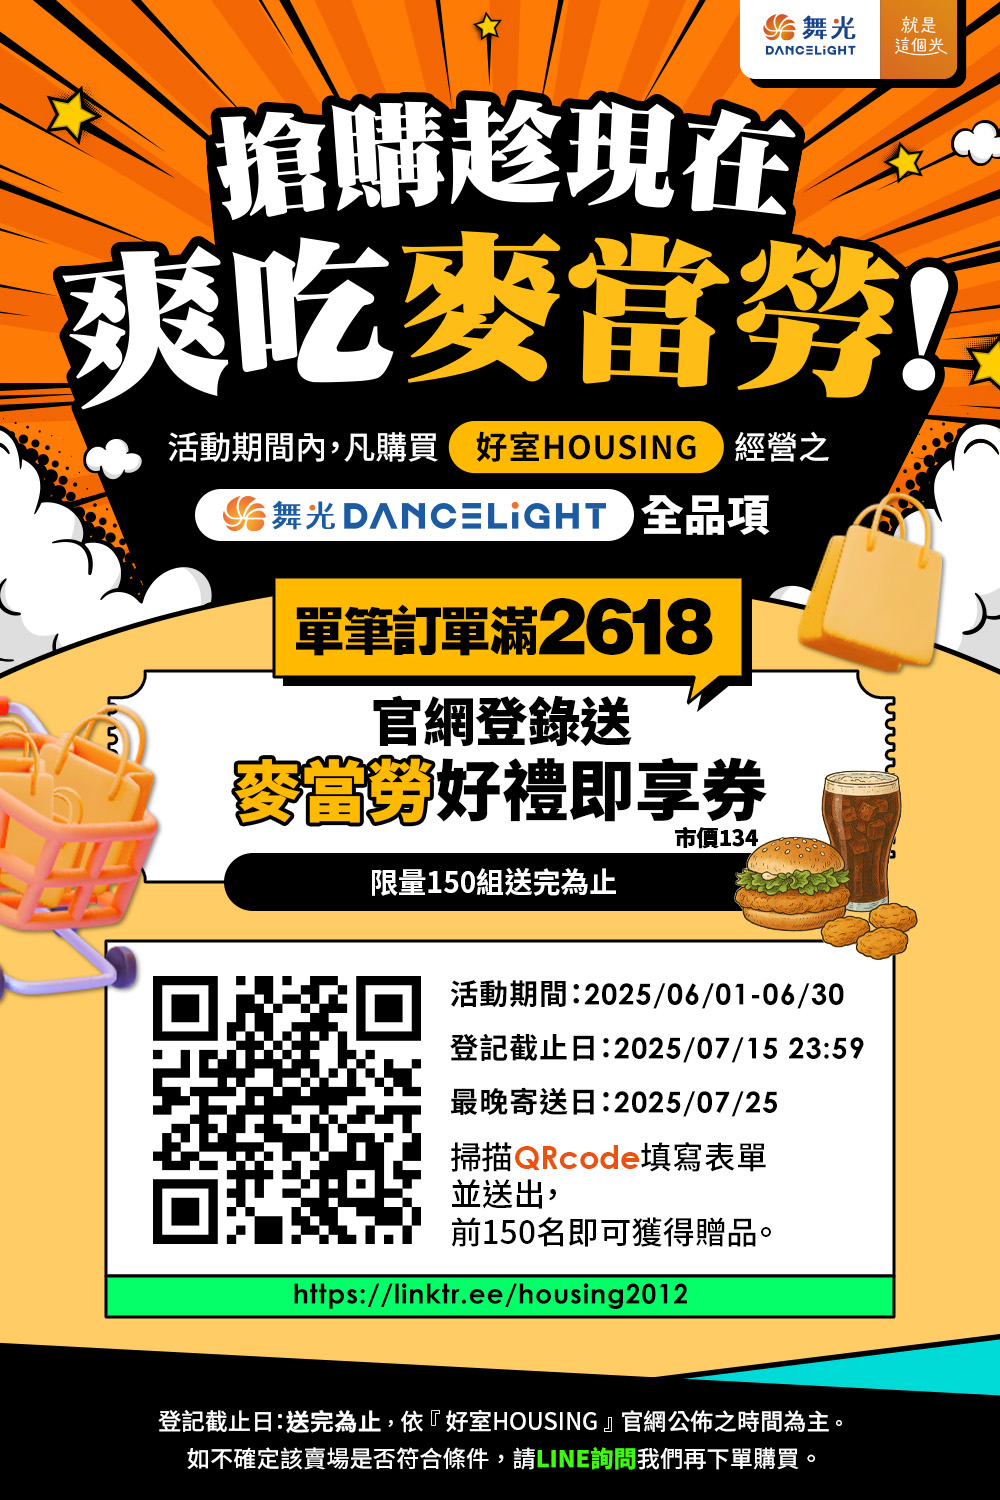 舞光
DANCELiGHT
就是
這個光
搶購趁現在
爽吃麥當勞!
活動期間內,凡購買 好室HOUSING 經營之
舞光 DANCELiGHT 全品項
單筆訂單滿2618
官網登錄送
麥當勞好禮即享券
市價134
限量150組送完為止
活動期間:2025/06/01-06/30
登記截止日:2025/07/15 23:59
最晚寄送日:2025/07/25
掃描QRcode填寫表單
並送出,
前150名即可獲得贈品。
https://linktr.ee/housing2012
登記截止日:送完為止,依『好室HOUSING』官網公佈之時間為主。
如不確定該賣場是否符合條件,請LINE詢問我們再下單購買。